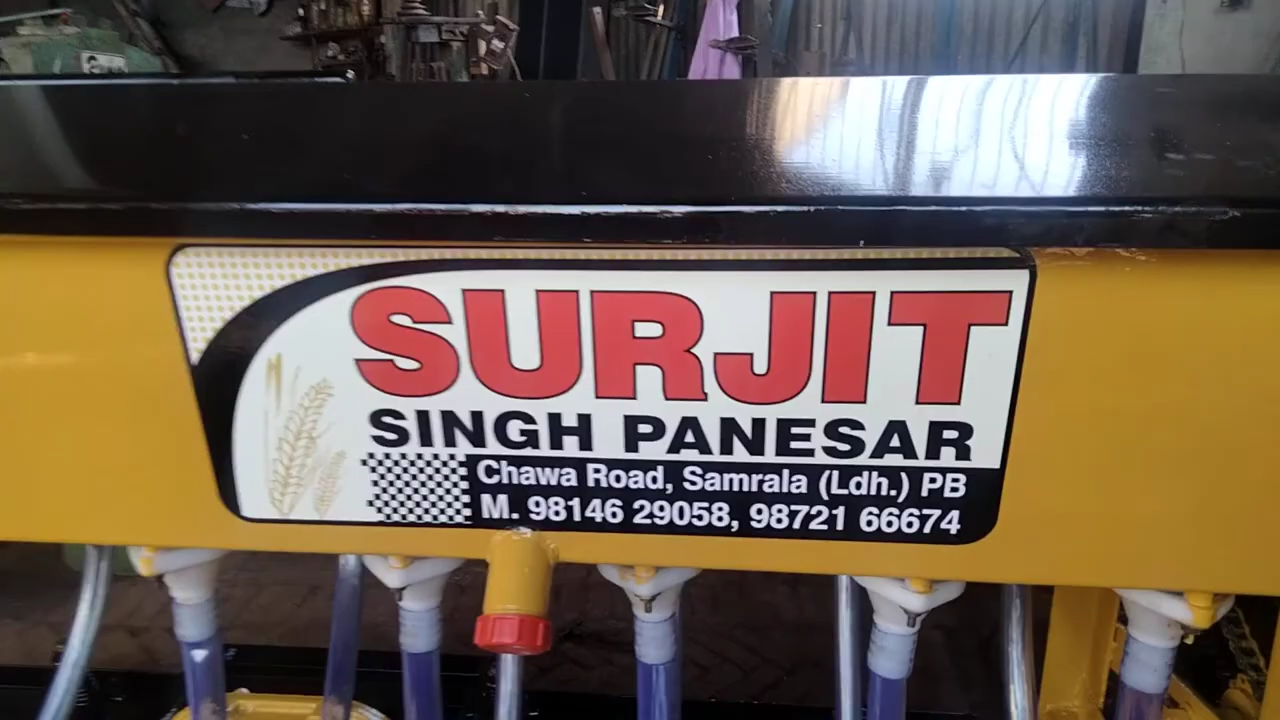 SURJIT
SINGH PANESAR
Chawa Road, Samrala (Ldh.) PB
M. 98146 29058, 98721 66674